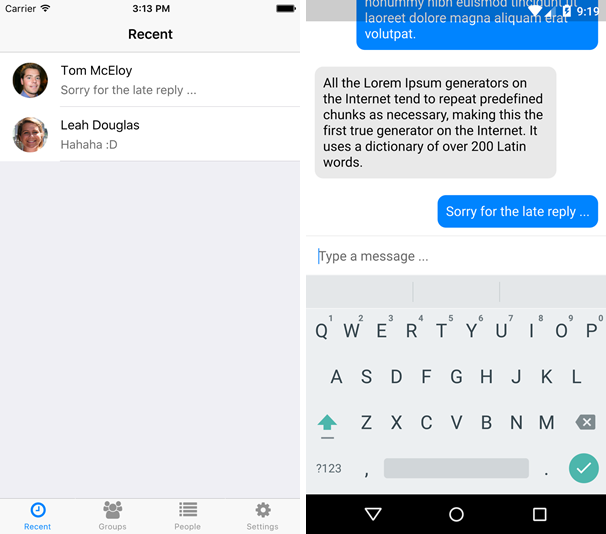 Carrier 3:13 PM
Recent
Tom McEloy
Sorry for the late reply ...
Leah Douglas
Hahaha :D
Recent Groups People Settings
9:19
nonummy nibh euismod tincidunt ut
laoreet dolore magna aliquam erat
volutpat.
All the Lorem Ipsum generators on
the Internet tend to repeat predefined
chunks as necessary, making this the
first true generator on the Internet. It
uses a dictionary of over 200 Latin
words.
Sorry for the late reply ...
Type a message ...
1 2 3 4 5 6 7 8 9 0
Q W E R T Y U I O P
A S D F G H J K L
Z X C V B N M
?123 , .